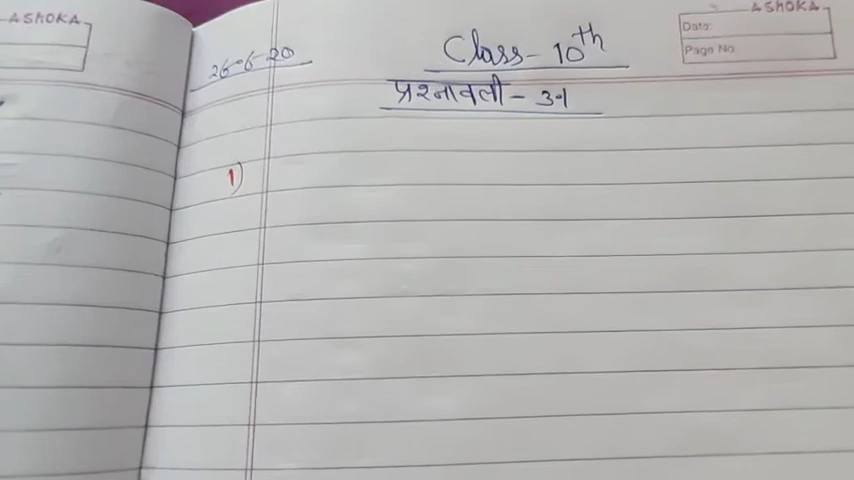 ASHOKA
ASHOKA
Date:
Page No
26-6-20
Class- 10th
प्रश्नावली - 3.1
1)